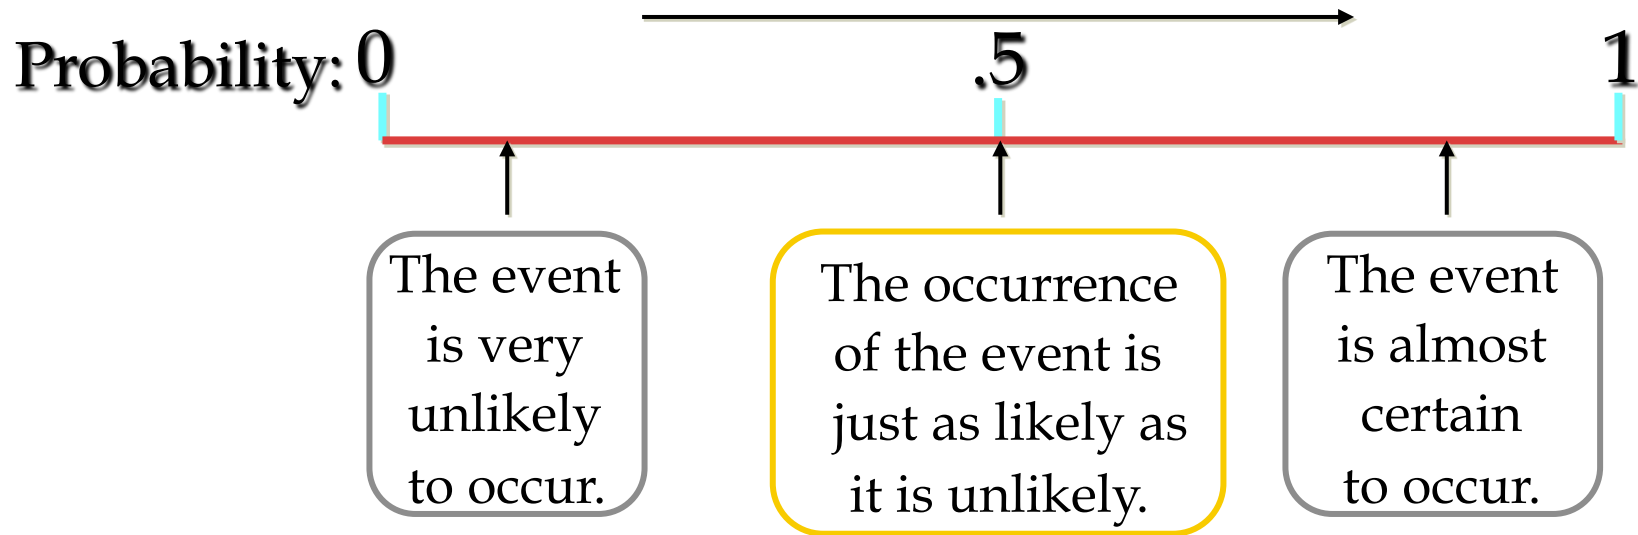 Probability: 0 .5 1
The event
is very
unlikely
to occur.
The occurrence
of the event is
just as likely as
it is unlikely.
The event
is almost
certain
to occur.